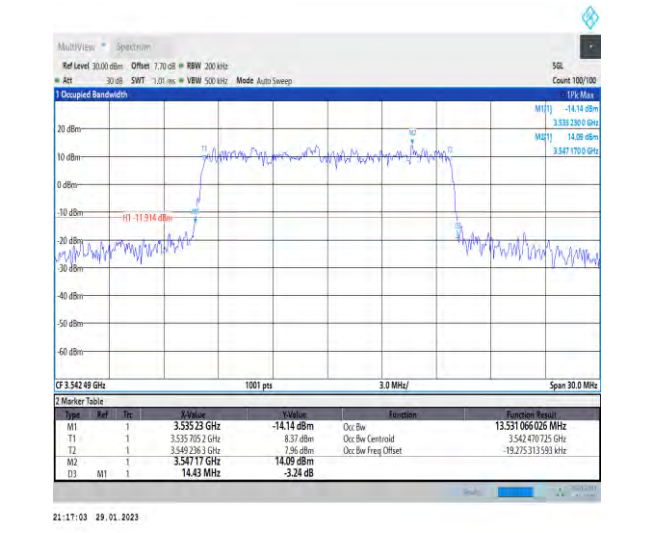 MultiView Spectrum
Ref Level 30.00 dBm Offset 7.70 dB RBW 200 kHz SGL
Att 30 dB SWT 1.01 ms VBW 500 kHz Mode Auto Sweep Count 100/100
1 Occupied Bandwidth 1Pk Max
M1[1] -14.14 dBm
3.535 230 0 GHz
M2[1] 14.09 dBm
3.547 170 0 GHz
20 dBm
M2
T1 T2
10 dBm
0 dBm
-10 dBm
H1 -11.914 dBm
-20 dBm
-30 dBm
-40 dBm
-50 dBm
-60 dBm
CF 3.542 49 GHz 1001 pts 3.0 MHz/ Span 30.0 MHz
2 Marker Table
Type Ref Trc X-Value Y-Value Function Function Result
M1 1 3.535 23 GHz -14.14 dBm Occ Bw 13.531 066 026 MHz
T1 1 3.535 705 2 GHz 8.37 dBm Occ Bw Centroid 3.542 470 725 GHz
T2 1 3.549 236 3 GHz 7.96 dBm Occ Bw Freq Offset -19.275 313 593 kHz
M2 1 3.547 17 GHz 14.09 dBm
D3 M1 1 14.43 MHz -3.24 dB
21:17:03 29.01.2023